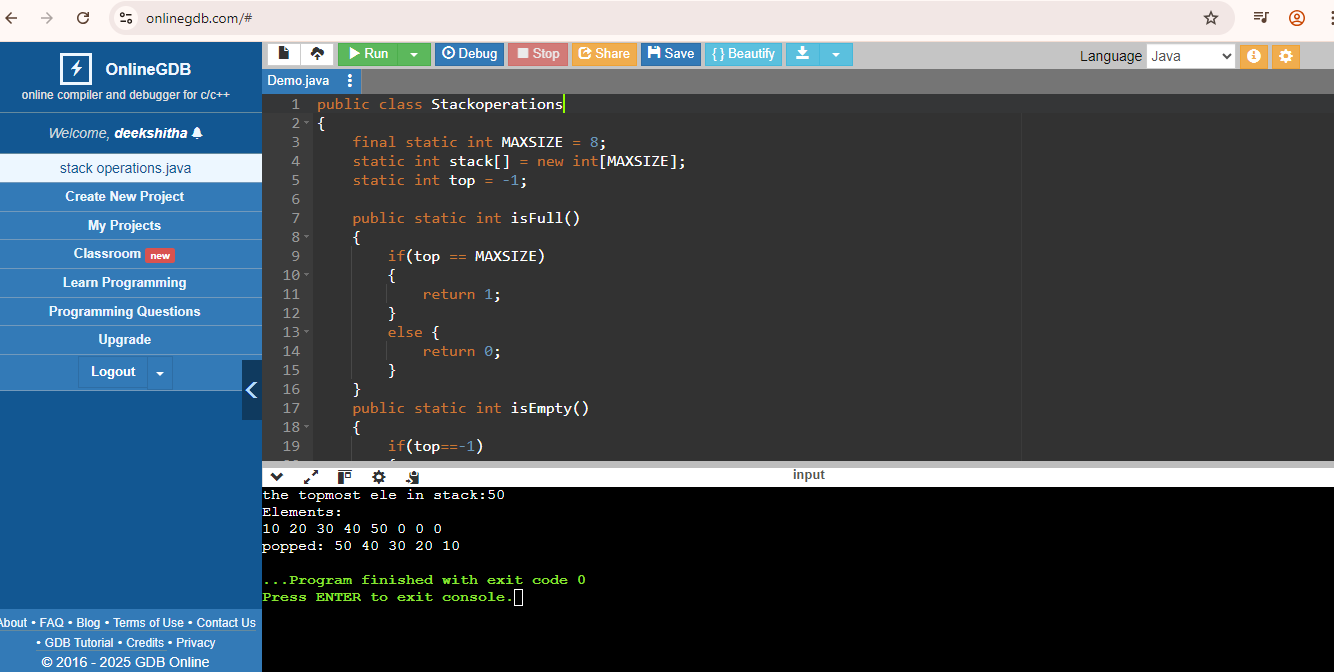 onlinegdb.com/#
OnlineGDB
online compiler and debugger for c/c++
Welcome, deekshitha
stack operations.java
Create New Project
My Projects
Classroom new
Learn Programming
Programming Questions
Upgrade
Logout
About • FAQ • Blog • Terms of Use • Contact Us
• GDB Tutorial • Credits • Privacy
© 2016 - 2025 GDB Online
Run Debug Stop Share Save { } Beautify Language Java
Demo.java
1 public class Stackoperations
2 {
3 final static int MAXSIZE = 8;
4 static int stack[] = new int[MAXSIZE];
5 static int top = -1;
6
7 public static int isFull()
8 {
9 if(top == MAXSIZE)
10 {
11 return 1;
12 }
13 else {
14 return 0;
15 }
16 }
17 public static int isEmpty()
18 {
19 if(top==-1)
input
the topmost ele in stack:50
Elements:
10 20 30 40 50 0 0 0
popped: 50 40 30 20 10
...Program finished with exit code 0
Press ENTER to exit console.